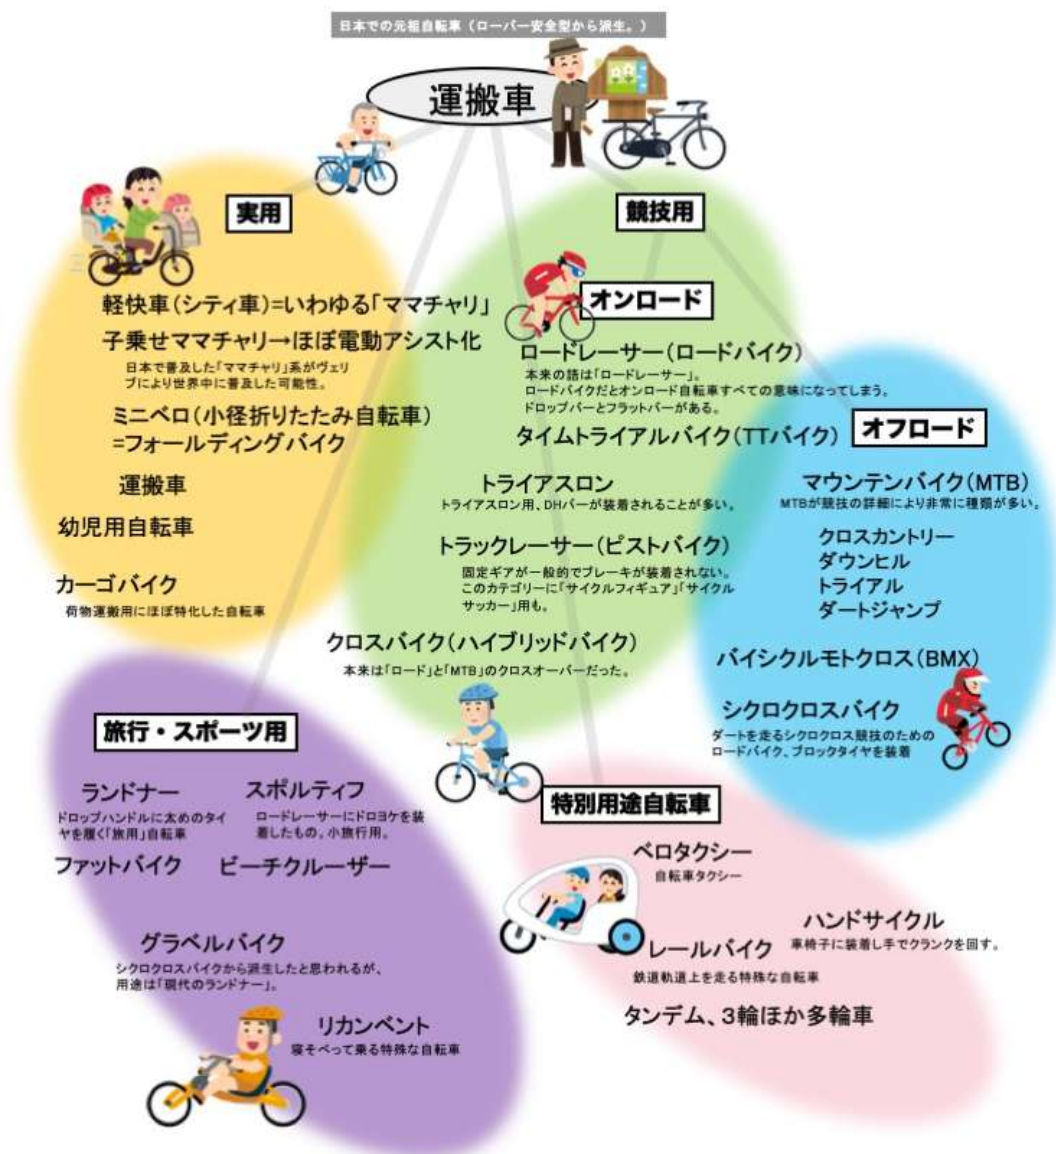 日本での元祖自転車（ローバー安全型から派生。）
運搬車
実用
軽快車(シティ車)=いわゆる「ママチャリ」
子乗せママチャリ→ほぼ電動アシスト化
日本で普及した「ママチャリ」系がヴェリ
ブにより世界中に普及した可能性。
ミニベロ(小径折りたたみ自転車)
=フォールディングバイク
運搬車
幼児用自転車
カーゴバイク
荷物運搬用にほぼ特化した自転車
競技用
オンロード
ロードレーサー(ロードバイク)
本来の語は「ロードレーサー」。
ロードバイクだとオンロード自転車すべての意味になってしまう。
ドロップバーとフラットバーがある。
タイムトライアルバイク(TTバイク)
トライアスロン
トライアスロン用、DHバーが装着されることが多い。
トラックレーサー(ピストバイク)
固定ギアが一般的でブレーキが装着されない。
このカテゴリーに「サイクルフィギュア」「サイクル
サッカー」用も。
クロスバイク(ハイブリッドバイク)
本来は「ロード」と「MTB」のクロスオーバーだった。
オフロード
マウンテンバイク(MTB)
MTBが競技の詳細により非常に種類が多い。
クロスカントリー
ダウンヒル
トライアル
ダートジャンプ
バイシクルモトクロス(BMX)
シクロクロスバイク
ダートを走るシクロクロス競技のための
ロードバイク、ブロックタイヤを装着
旅行・スポーツ用
ランドナー
ドロップハンドルに太めのタイ
ヤを履く「旅用」自転車
スポルティフ
ロードレーサーにドロヨケを装
着したもの。小旅行用。
ファットバイク
ビーチクルーザー
グラベルバイク
シクロクロスバイクから派生したと思われるが、
用途は「現代のランドナー」。
リカンベント
寝そべって乗る特殊な自転車
特別用途自転車
ベロタクシー
自転車タクシー
ハンドサイクル
車椅子に装着し手でクランクを回す。
レールバイク
鉄道軌道上を走る特殊な自転車
タンデム、3輪ほか多輪車